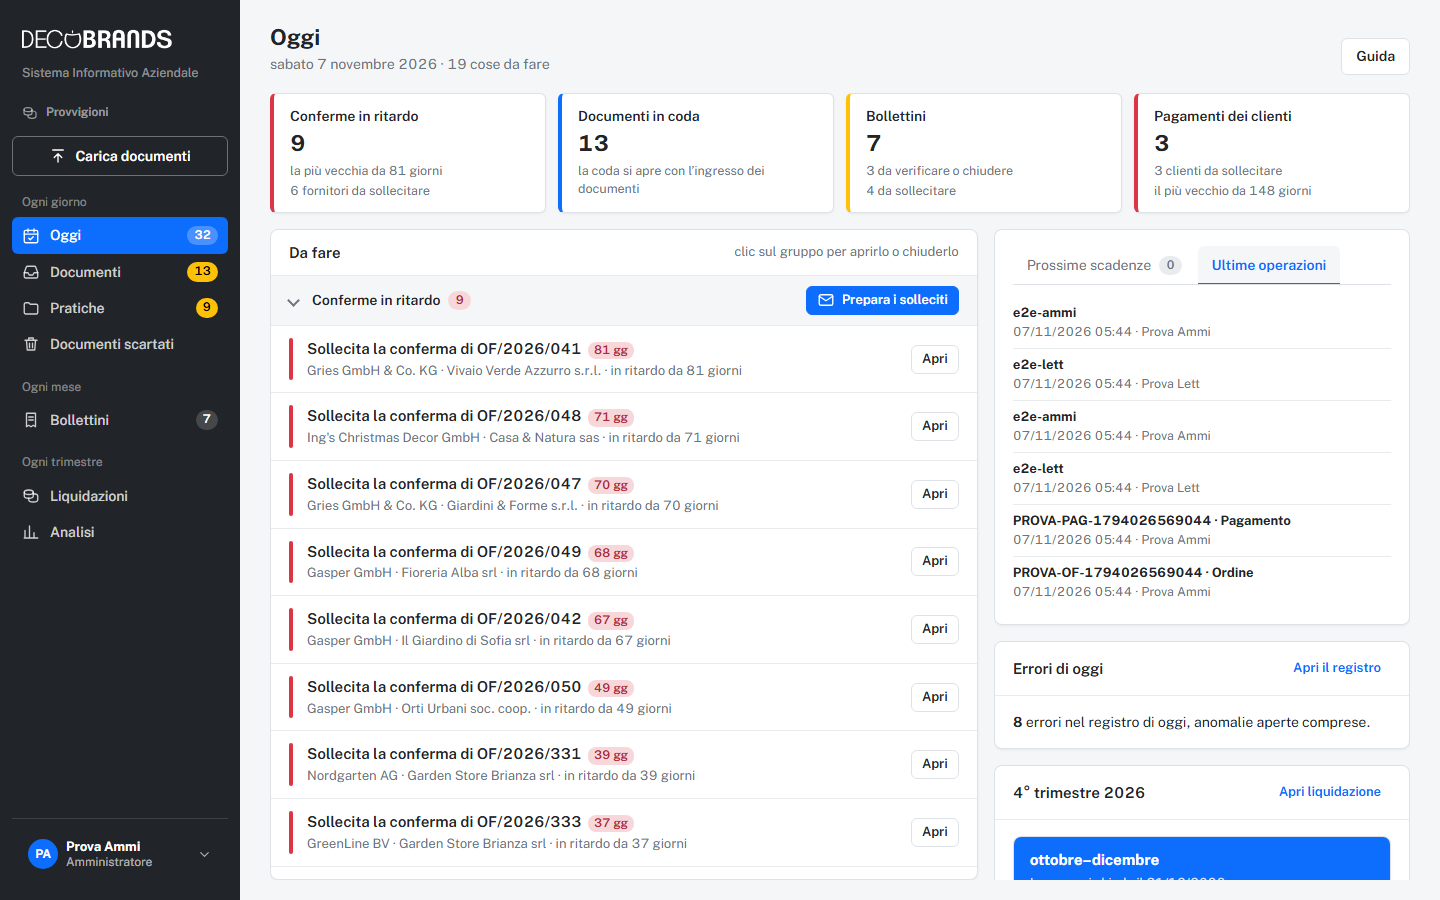 DECOBRANDS
Sistema Informativo Aziendale
Provvigioni
Carica documenti
Ogni giorno
Oggi 32
Documenti 13
Pratiche 9
Documenti scartati
Ogni mese
Bollettini 7
Ogni trimestre
Liquidazioni
Analisi
PA Prova Ammi
Amministratore
Oggi
sabato 7 novembre 2026 · 19 cose da fare
Guida
Conferme in ritardo
9
la più vecchia da 81 giorni
6 fornitori da sollecitare
Documenti in coda
13
la coda si apre con l'ingresso dei
documenti
Bollettini
7
3 da verificare o chiudere
4 da sollecitare
Pagamenti dei clienti
3
3 clienti da sollecitare
il più vecchio da 148 giorni
Da fare
clic sul gruppo per aprirlo o chiuderlo
Conferme in ritardo 9
Prepara i solleciti
Sollecita la conferma di OF/2026/041 81 gg
Gries GmbH & Co. KG · Vivaio Verde Azzurro s.r.l. · in ritardo da 81 giorni
Apri
Sollecita la conferma di OF/2026/048 71 gg
Ing's Christmas Decor GmbH · Casa & Natura sas · in ritardo da 71 giorni
Apri
Sollecita la conferma di OF/2026/047 70 gg
Gries GmbH & Co. KG · Giardini & Forme s.r.l. · in ritardo da 70 giorni
Apri
Sollecita la conferma di OF/2026/049 68 gg
Gasper GmbH · Fioreria Alba srl · in ritardo da 68 giorni
Apri
Sollecita la conferma di OF/2026/042 67 gg
Gasper GmbH · Il Giardino di Sofia srl · in ritardo da 67 giorni
Apri
Sollecita la conferma di OF/2026/050 49 gg
Gasper GmbH · Orti Urbani soc. coop. · in ritardo da 49 giorni
Apri
Sollecita la conferma di OF/2026/331 39 gg
Nordgarten AG · Garden Store Brianza srl · in ritardo da 39 giorni
Apri
Sollecita la conferma di OF/2026/333 37 gg
GreenLine BV · Garden Store Brianza srl · in ritardo da 37 giorni
Apri
Prossime scadenze 0
Ultime operazioni
e2e-ammi
07/11/2026 05:44 · Prova Ammi
e2e-lett
07/11/2026 05:44 · Prova Lett
e2e-ammi
07/11/2026 05:44 · Prova Ammi
e2e-lett
07/11/2026 05:44 · Prova Lett
PROVA-PAG-1794026569044 · Pagamento
07/11/2026 05:44 · Prova Ammi
PROVA-OF-1794026569044 · Ordine
07/11/2026 05:44 · Prova Ammi
Errori di oggi
Apri il registro
8 errori nel registro di oggi, anomalie aperte comprese.
4° trimestre 2026
Apri liquidazione
ottobre–dicembre